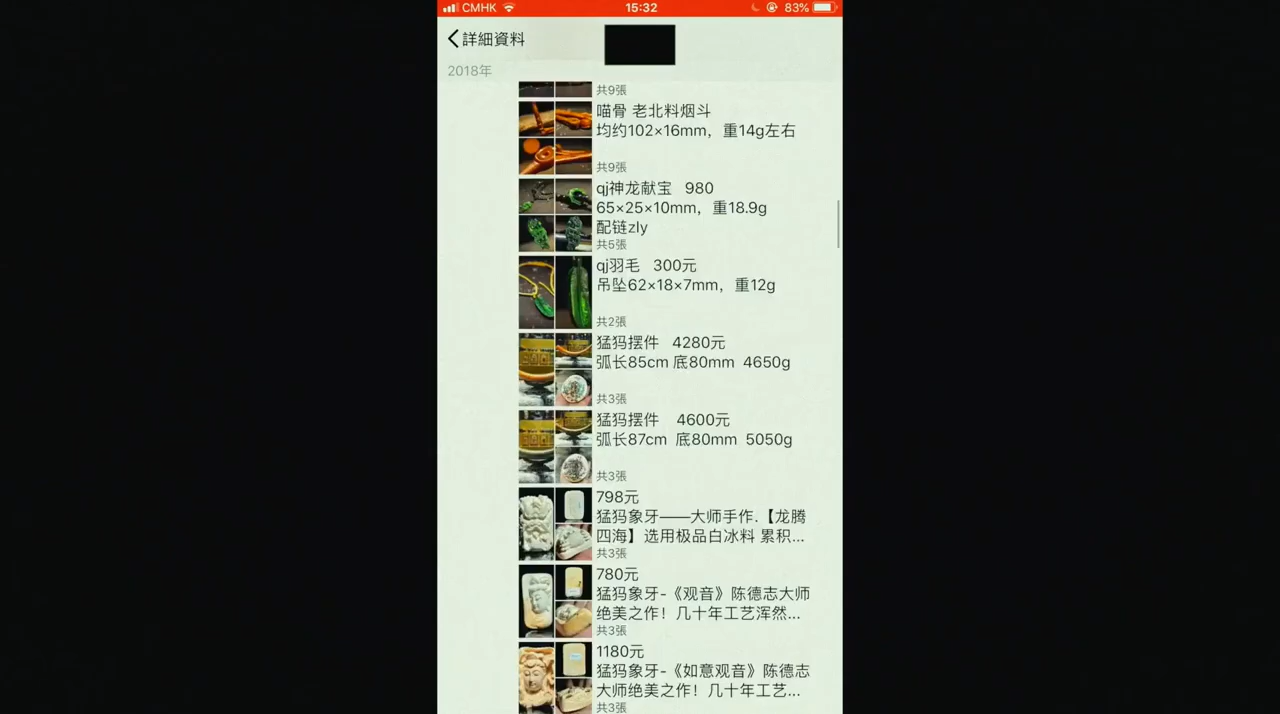 CMHK
15:32
83%
詳細資料
2018年
共9張
喵骨 老北料烟斗
均约102×16mm，重14g左右
共9張
qj神龙献宝 980
65×25×10mm，重18.9g
配链zly
共5張
qj羽毛 300元
吊坠62×18×7mm，重12g
共2張
猛犸摆件 4280元
弧长85cm 底80mm 4650g
共3張
猛犸摆件 4600元
弧长87cm 底80mm 5050g
共3張
798元
猛犸象牙——大师手作.【龙腾
四海】选用极品白冰料 累积...
共3張
780元
猛犸象牙-《观音》陈德志大师
绝美之作！几十年工艺浑然...
共3張
1180元
猛犸象牙-《如意观音》陈德志
大师绝美之作！几十年工艺...
共3張